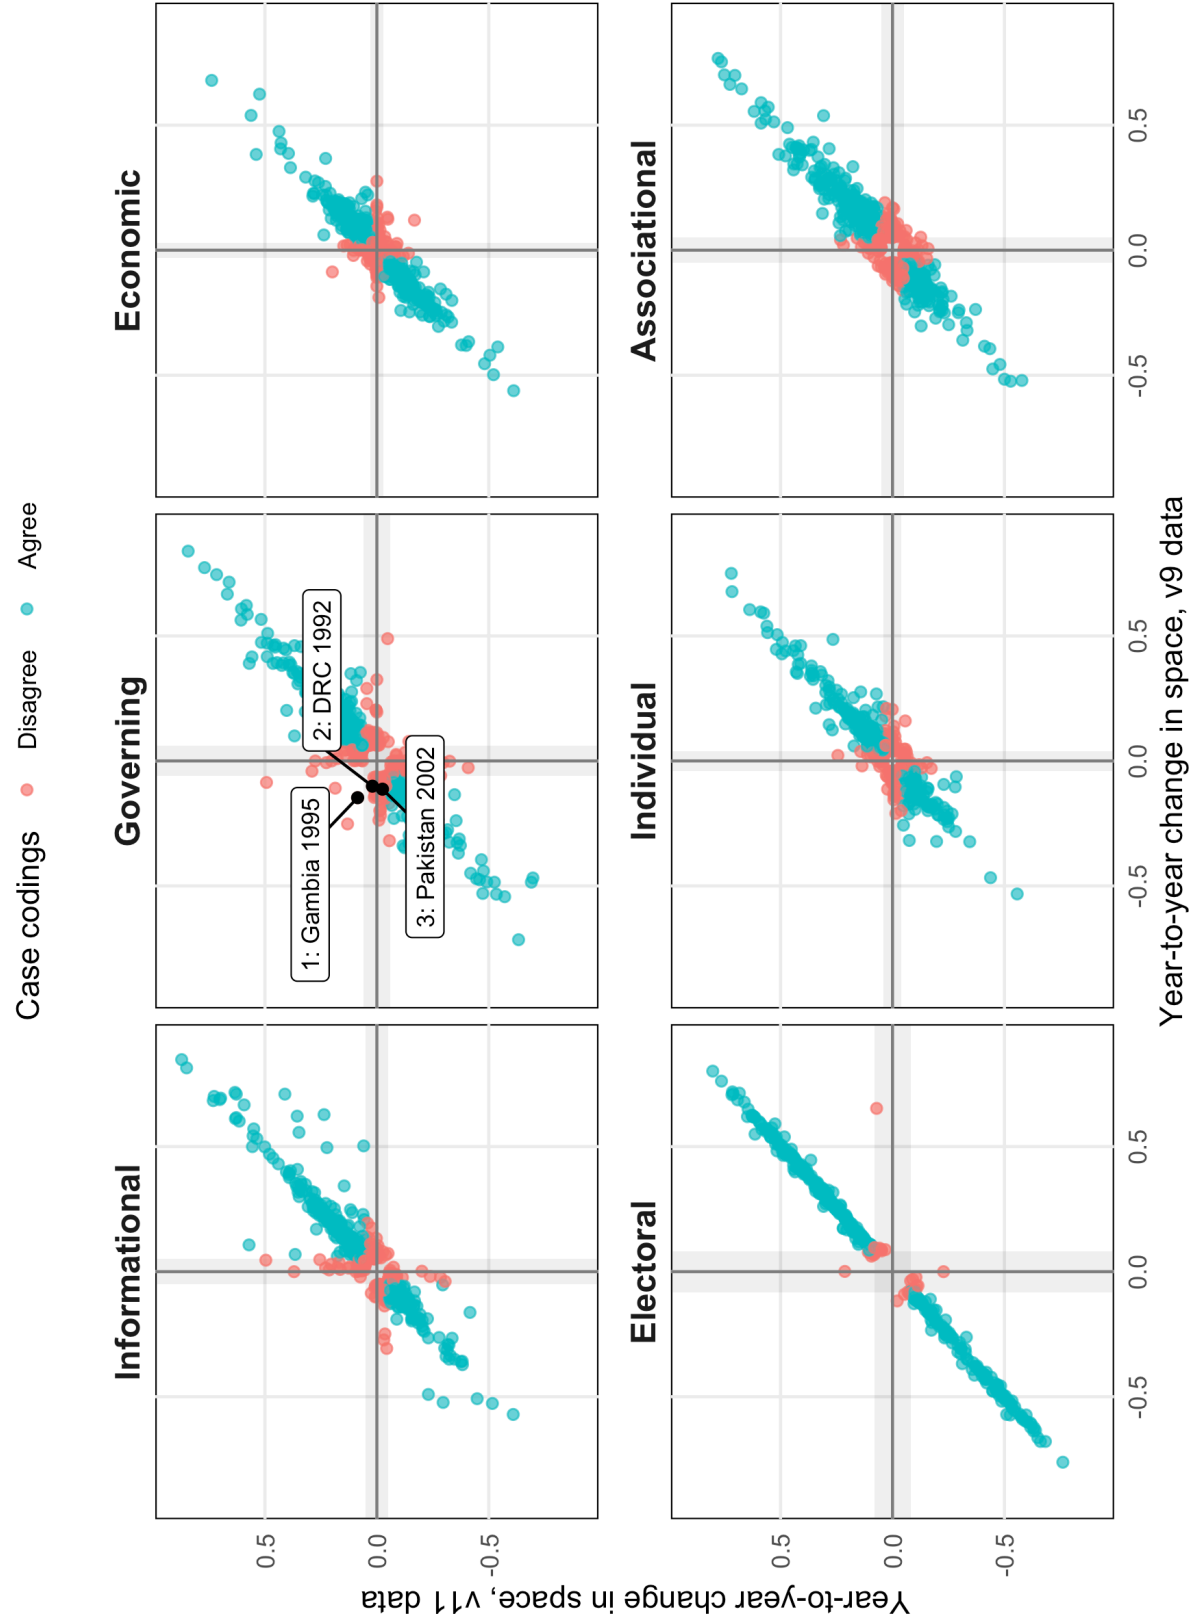 Case codings Disagree Agree
Informational
Governing
Economic
1: Gambia 1995
2: DRC 1992
3: Pakistan 2002
0.5
0.0
-0.5
Electoral
Individual
Associational
0.5
0.0
-0.5
-0.5 0.0 0.5 -0.5 0.0 0.5 -0.5 0.0 0.5
Year-to-year change in space, v11 data
Year-to-year change in space, v9 data